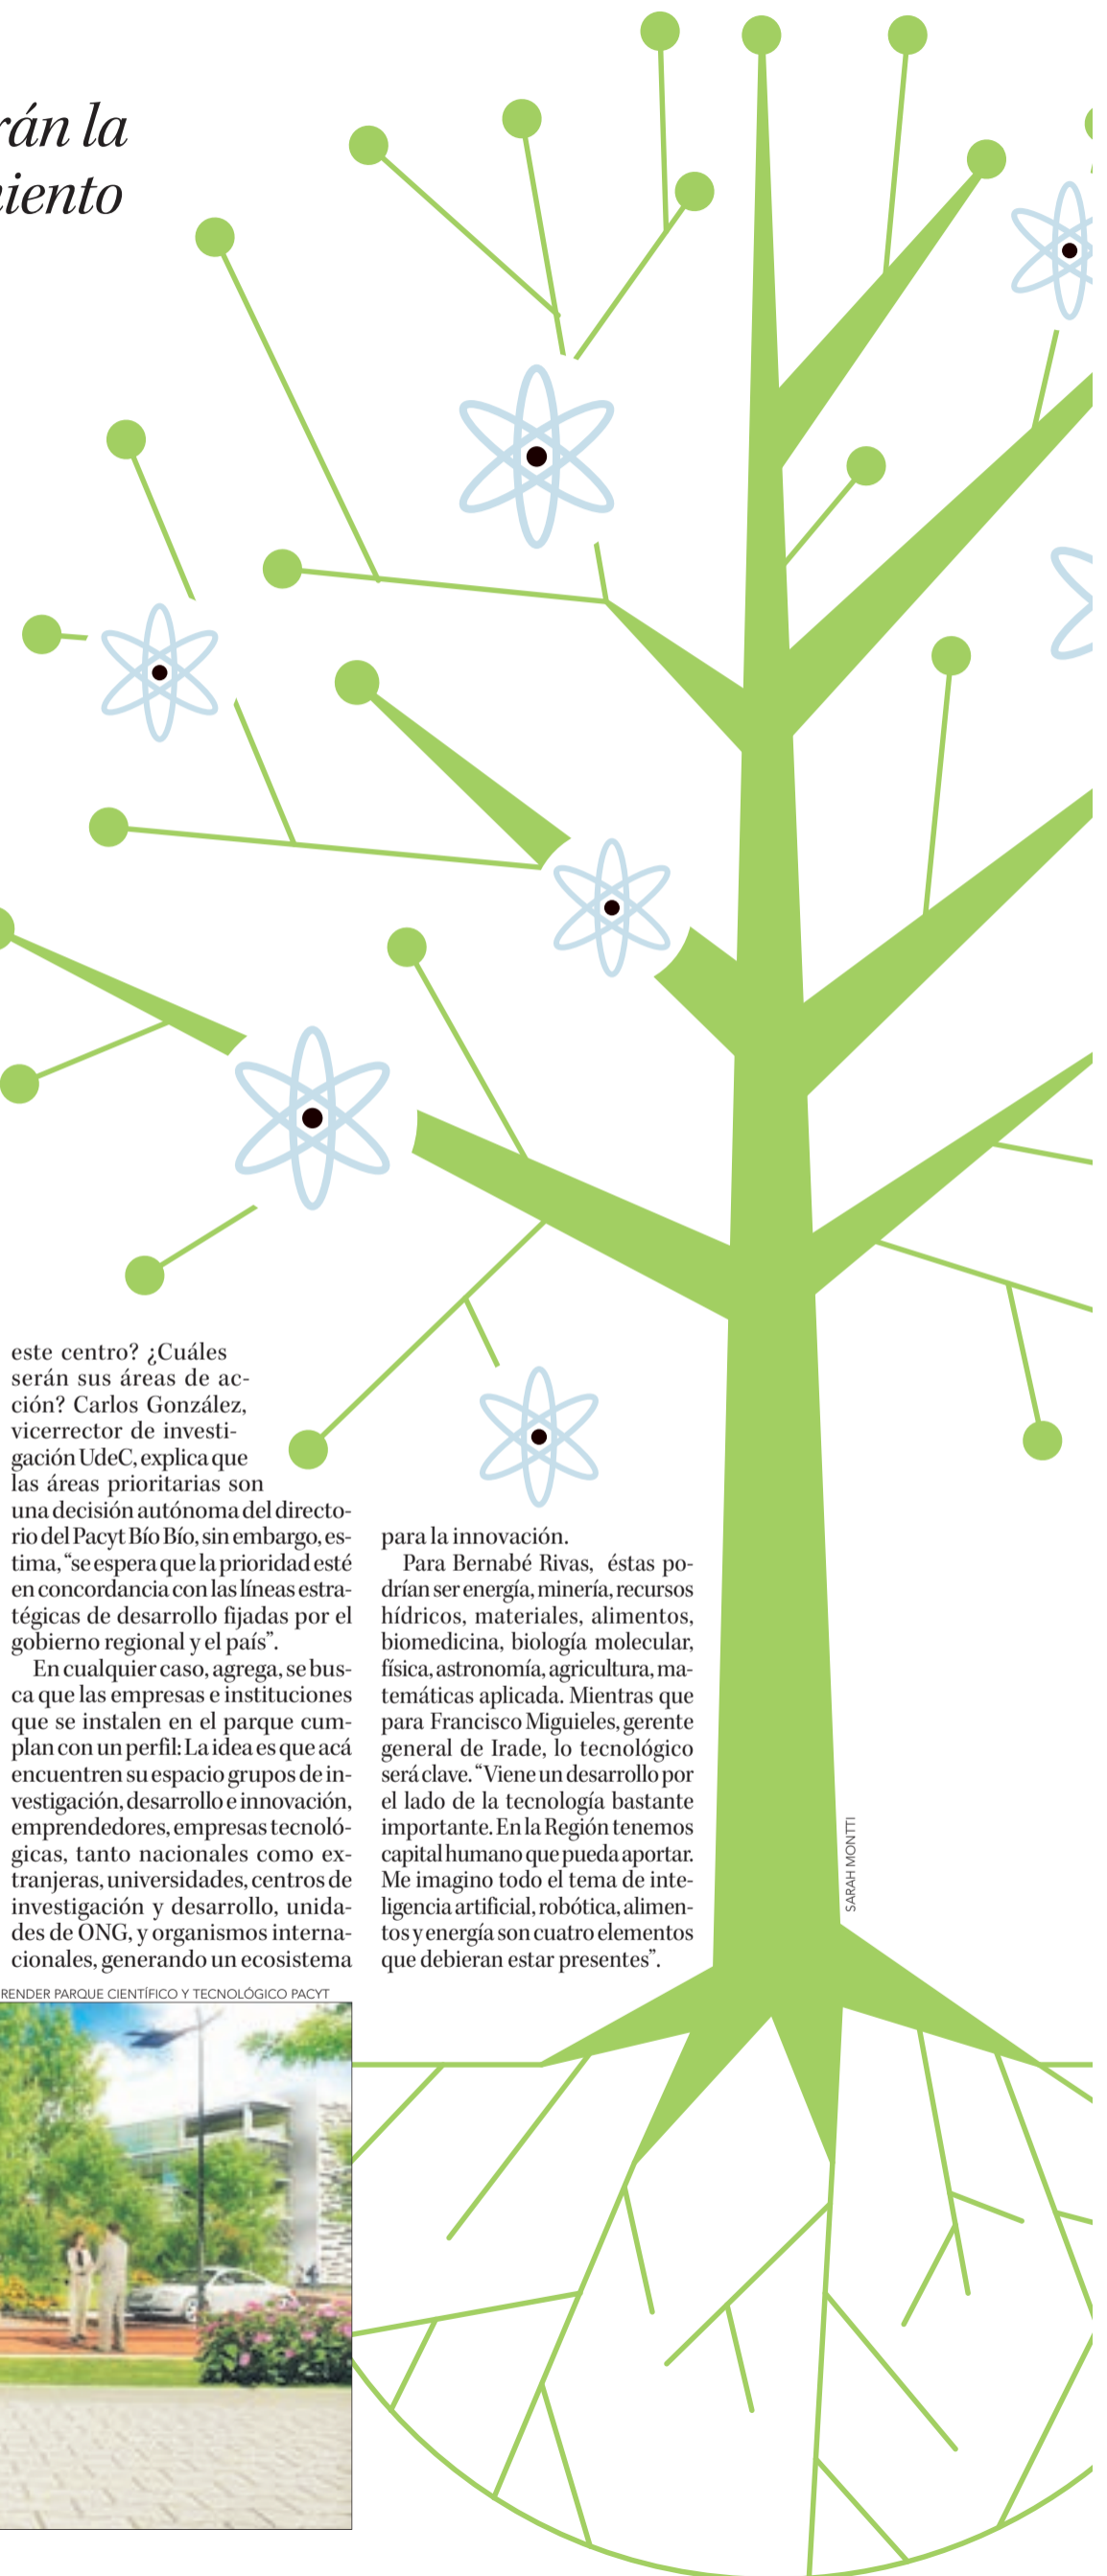 rán la
iento
este centro? ¿Cuáles
serán sus áreas de ac-
ción? Carlos González,
vicerrector de investi-
gación UdeC, explica que
las áreas prioritarias son
una decisión autónoma del directo-
rio del Pacyt Bío Bío, sin embargo, es-
tima, “se espera que la prioridad esté
en concordancia con las líneas estra-
tégicas de desarrollo fijadas por el
gobierno regional y el país”.
En cualquier caso, agrega, se bus-
ca que las empresas e instituciones
que se instalen en el parque cum-
plan con un perfil: La idea es que acá
encuentren su espacio grupos de in-
vestigación, desarrollo e innovación,
emprendedores, empresas tecnoló-
gicas, tanto nacionales como ex-
tranjeras, universidades, centros de
investigación y desarrollo, unida-
des de ONG, y organismos interna-
cionales, generando un ecosistema
para la innovación.
Para Bernabé Rivas, éstas po-
drían ser energía, minería, recursos
hídricos, materiales, alimentos,
biomedicina, biología molecular,
física, astronomía, agricultura, ma-
temáticas aplicada. Mientras que
para Francisco Miguieles, gerente
general de Irade, lo tecnológico
será clave. “Viene un desarrollo por
el lado de la tecnología bastante
importante. En la Región tenemos
capital humano que pueda aportar.
Me imagino todo el tema de inte-
ligencia artificial, robótica, alimen-
tos y energía son cuatro elementos
que debieran estar presentes”.
SARAH MONTTI
RENDER PARQUE CIENTÍFICO Y TECNOLÓGICO PACYT